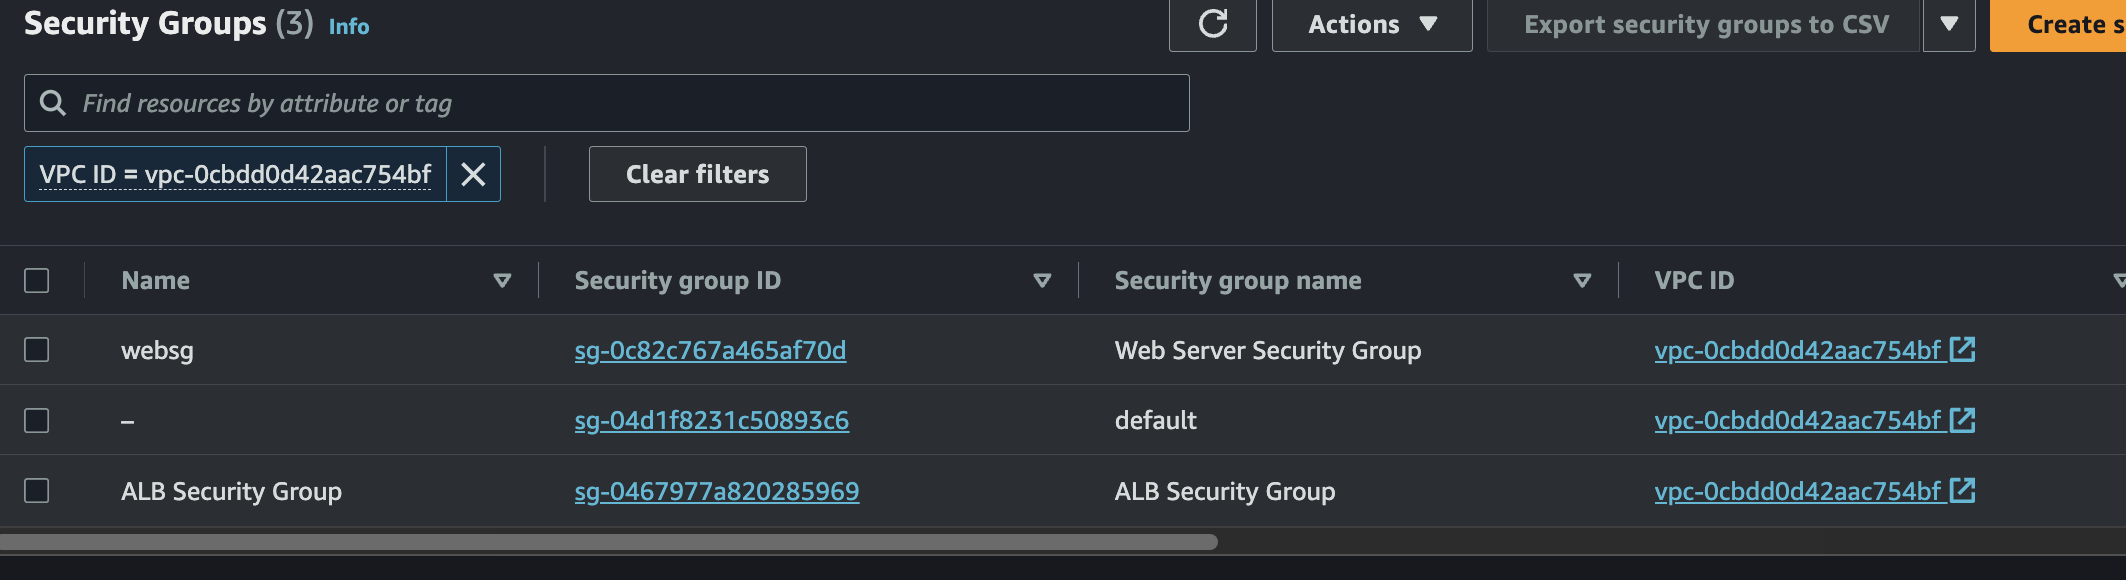 Security Groups (3) Info
Actions
Export security groups to CSV
Create s
Find resources by attribute or tag
VPC ID = vpc-0cbdd0d42aac754bf
Clear filters
Name Security group ID Security group name VPC ID
websg sg-0c82c767a465af70d Web Server Security Group vpc-0cbdd0d42aac754bf
– sg-04d1f8231c50893c6 default vpc-0cbdd0d42aac754bf
ALB Security Group sg-0467977a820285969 ALB Security Group vpc-0cbdd0d42aac754bf